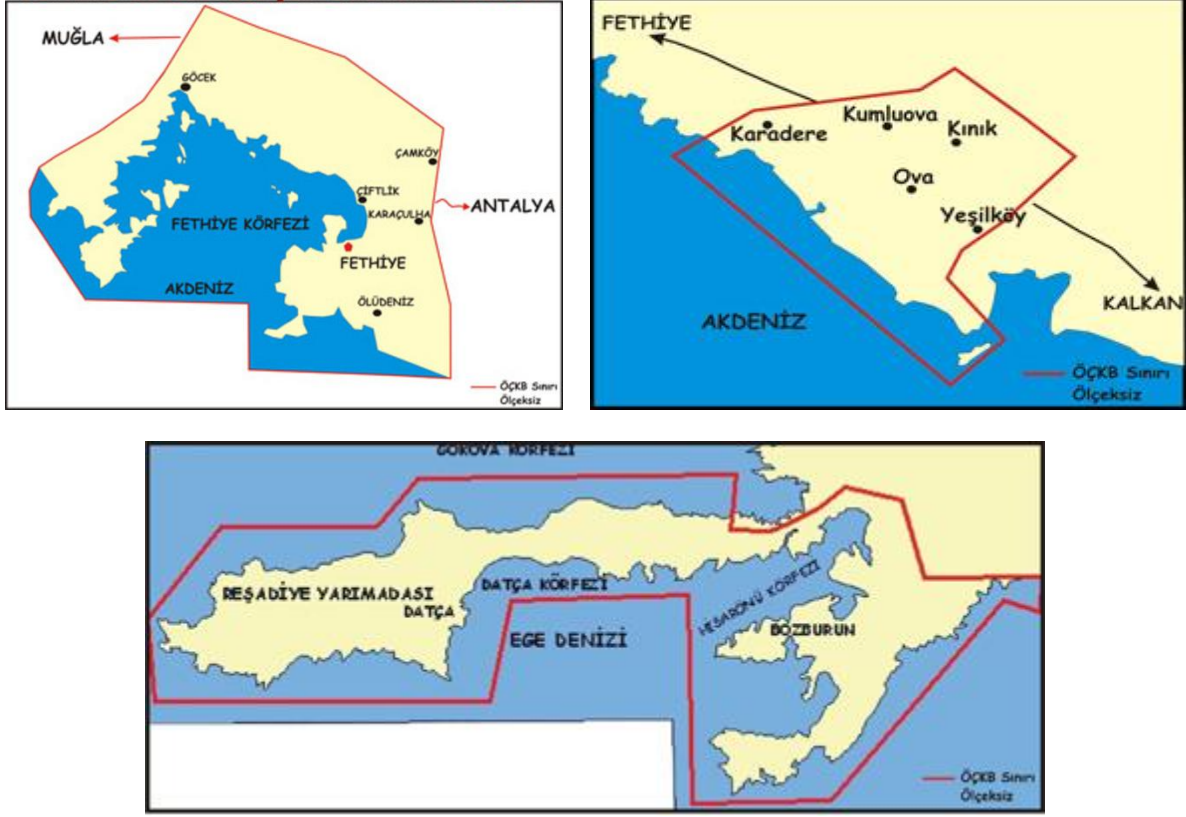 MUĞLA
GÖCEK
ÇAMKÖY
ÇİFTLİK
ANTALYA
KARAÇULHA
FETHİYE KÖRFEZİ
FETHİYE
AKDENİZ
ÖLÜDENİZ
ÖÇKB Sınırı
Ölçeksiz
FETHİYE
Karadere
Kumluova
Kınık
Ova
Yeşilköy
KALKAN
AKDENİZ
ÖÇKB Sınırı
Ölçeksiz
GÖKOVA KÖRFEZİ
REŞADİYE YARIMADASI
DATÇA
DATÇA KÖRFEZİ
HİSARÖNÜ KÖRFEZİ
EGE DENİZİ
BOZBURUN
ÖÇKB Sınırı
Ölçeksiz